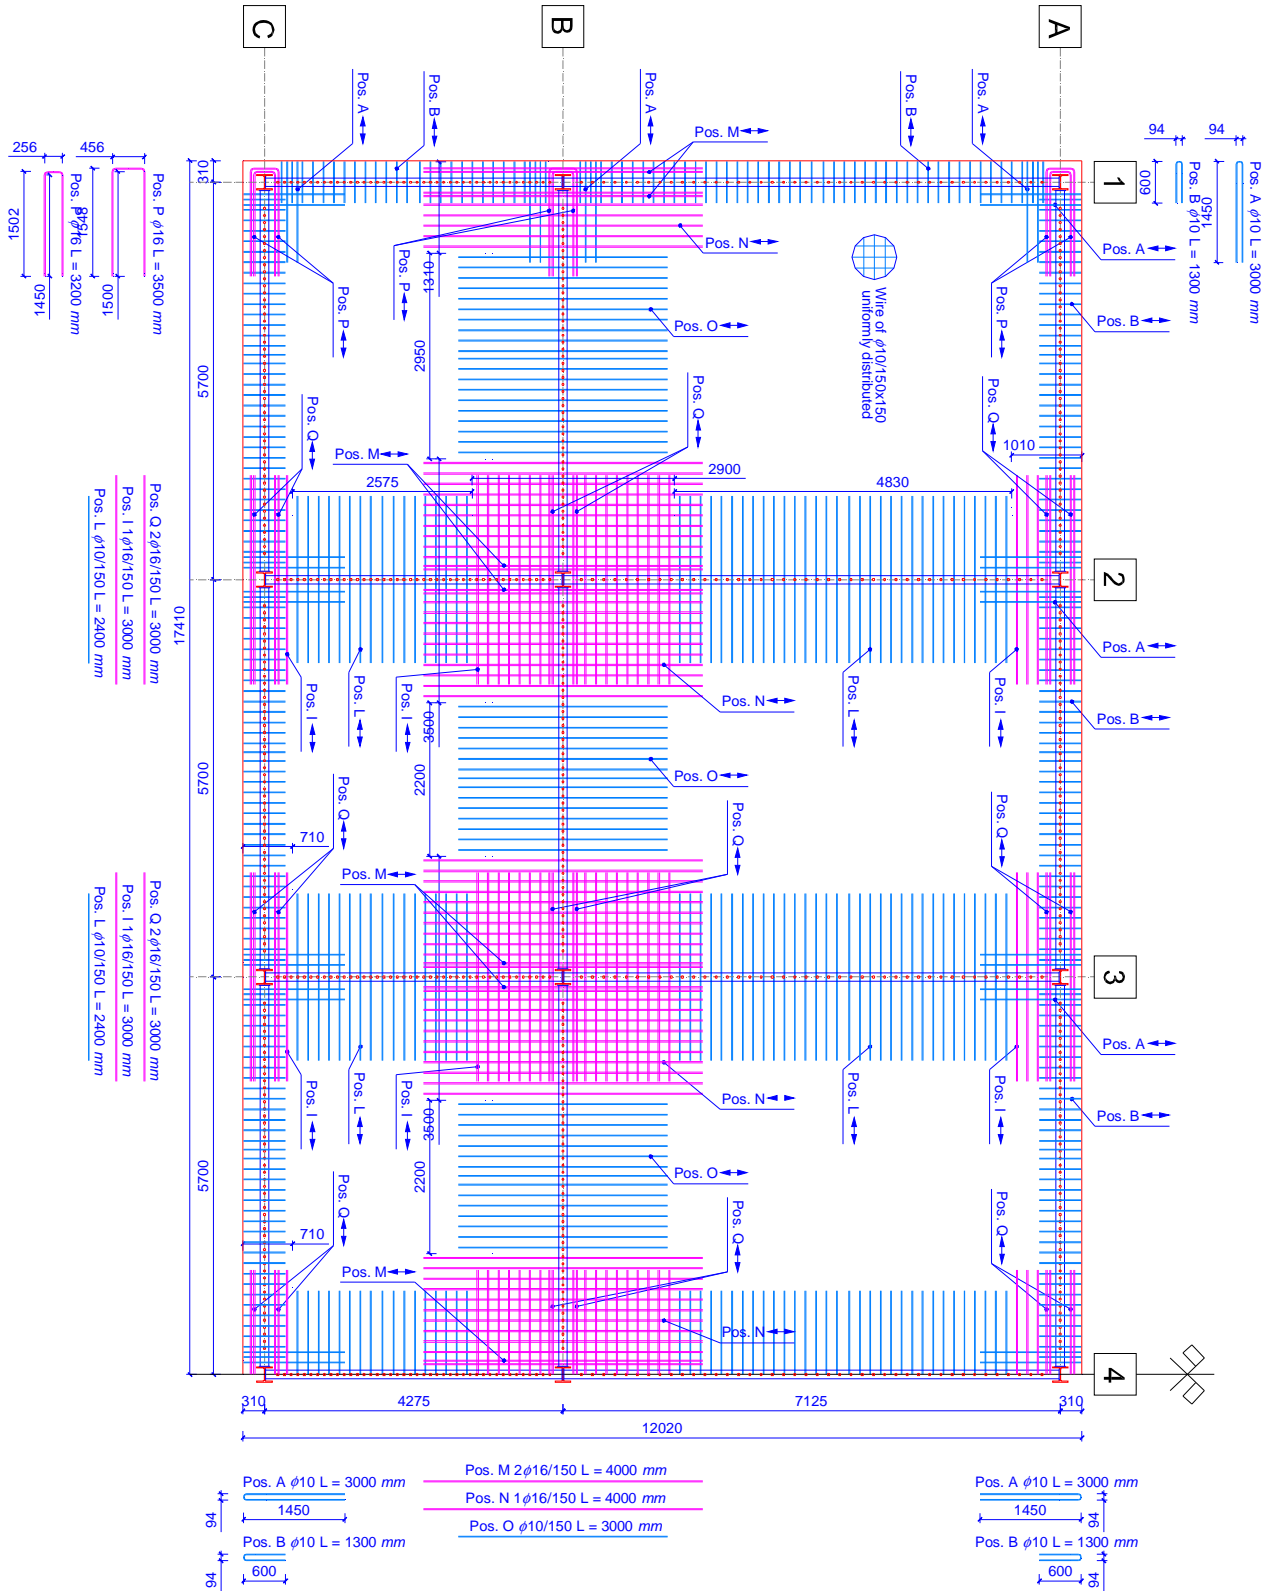 C
B
A
Pos. A
Pos. B
Pos. A
Pos. M
Pos. B
Pos. A
94
94
600
1450
Pos. B ϕ10 L = 1300 mm
Pos. A ϕ10 L = 3000 mm
256
456
1502
1548
1450
1500
Pos. P ϕ16 L = 3200 mm
Pos. P ϕ16 L = 3500 mm
310
1
Pos. A
Pos. N
Pos. P
1310
Pos. P
Wire of ϕ10/150x150
uniformly distributed
Pos. P
Pos. B
Pos. O
2950
5700
Pos. Q
Pos. M
Pos. Q
Pos. Q
1010
2575
2900
4830
Pos. Q 2ϕ16/150 L = 3000 mm
Pos. I 1ϕ16/150 L = 3000 mm
Pos. L ϕ10/150 L = 2400 mm
17410
2
Pos. A
Pos. I
Pos. L
Pos. I
Pos. N
Pos. L
Pos. I
Pos. B
3500
5700
2200
Pos. O
Pos. Q
710
Pos. M
Pos. Q
Pos. Q
Pos. Q 2ϕ16/150 L = 3000 mm
Pos. I 1ϕ16/150 L = 3000 mm
Pos. L ϕ10/150 L = 2400 mm
3
Pos. A
Pos. I
Pos. L
Pos. I
Pos. N
Pos. L
Pos. I
Pos. B
3500
5700
2200
Pos. O
Pos. Q
710
Pos. M
Pos. Q
Pos. Q
Pos. N
4
310
4275
7125
310
12020
Pos. A ϕ10 L = 3000 mm
1450
94
Pos. B ϕ10 L = 1300 mm
600
94
Pos. M 2ϕ16/150 L = 4000 mm
Pos. N 1ϕ16/150 L = 4000 mm
Pos. O ϕ10/150 L = 3000 mm
Pos. A ϕ10 L = 3000 mm
1450
94
Pos. B ϕ10 L = 1300 mm
600
94